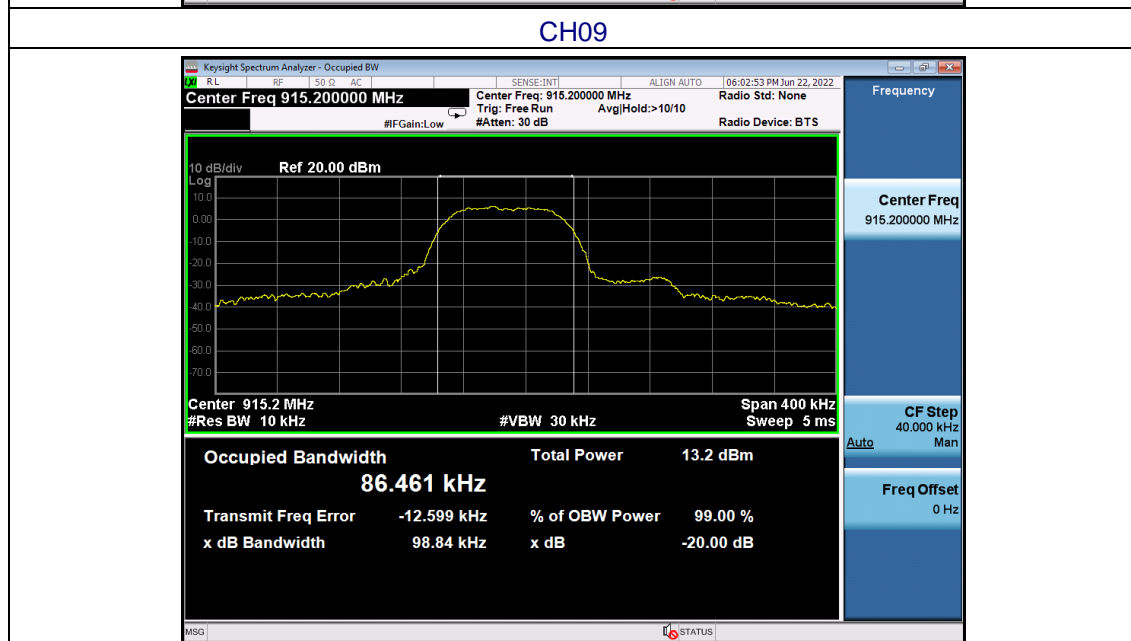 CH09
Keysight Spectrum Analyzer - Occupied BW
LXI RL RF 50 Ω AC SENSE:INT ALIGN AUTO 06:02:53 PM Jun 22, 2022
Center Freq 915.200000 MHz
Center Freq: 915.200000 MHz Radio Std: None
Trig: Free Run Avg|Hold:>10/10
#IFGain:Low #Atten: 30 dB Radio Device: BTS
Frequency
10 dB/div Ref 20.00 dBm
Log
10.0
0.00
-10.0
-20.0
-30.0
-40.0
-50.0
-60.0
-70.0
Center Freq
915.200000 MHz
Center 915.2 MHz Span 400 kHz
#Res BW 10 kHz #VBW 30 kHz Sweep 5 ms
CF Step
40.000 kHz
Auto Man
Occupied Bandwidth Total Power 13.2 dBm
86.461 kHz
Transmit Freq Error -12.599 kHz % of OBW Power 99.00 %
x dB Bandwidth 98.84 kHz x dB -20.00 dB
Freq Offset
0 Hz
MSG STATUS